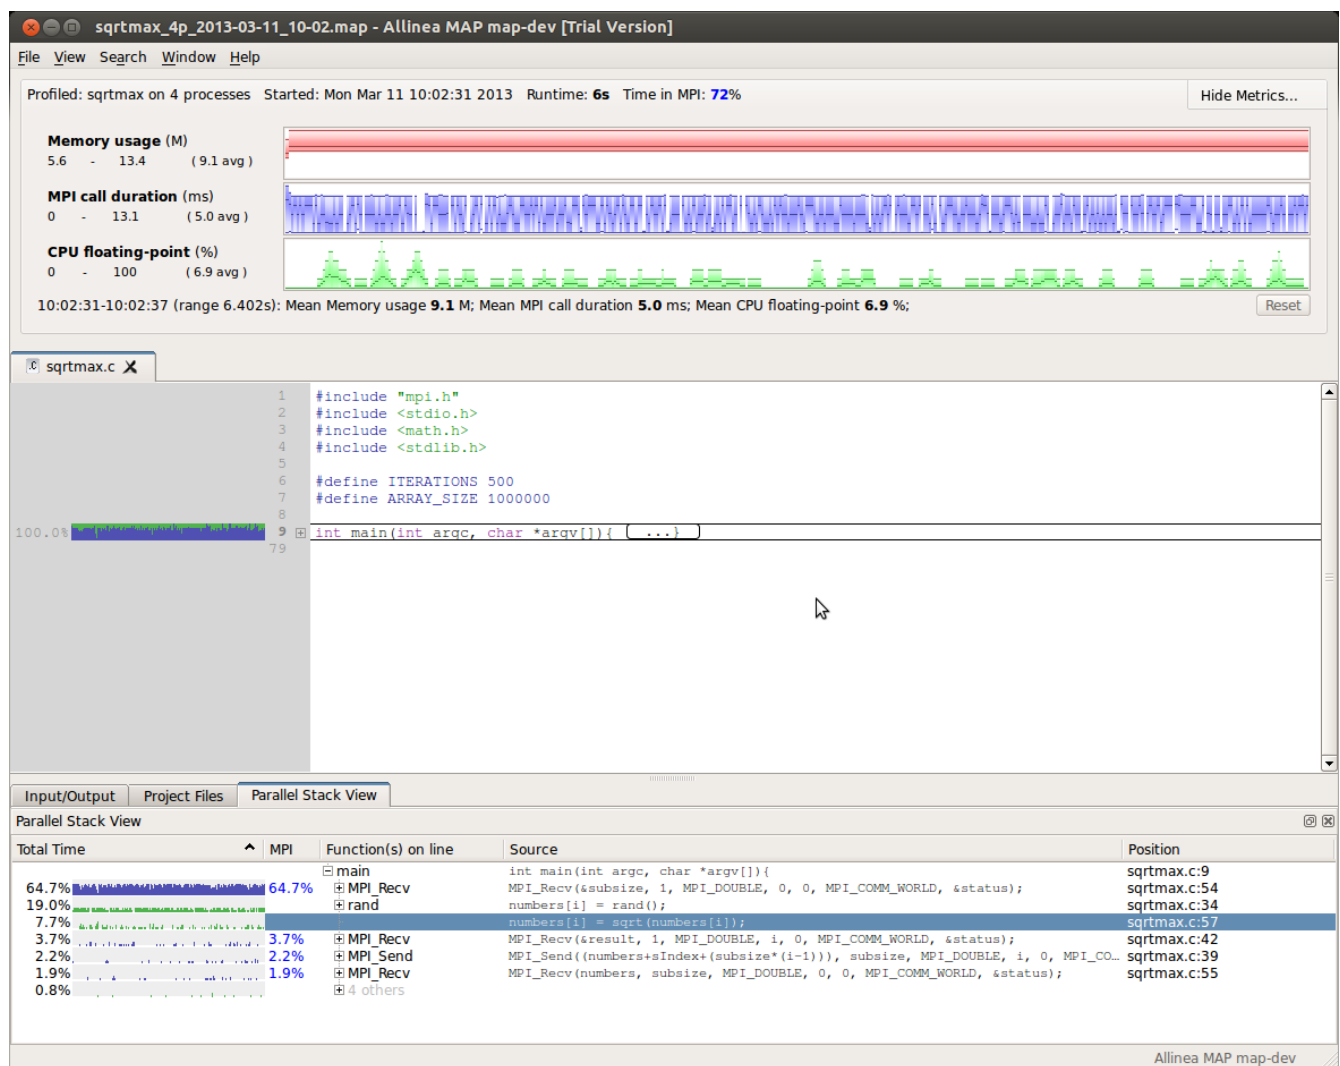 sqrtmax_4p_2013-03-11_10-02.map - Allinea MAP map-dev [Trial Version]
File View Search Window Help
Profiled: sqrtmax on 4 processes Started: Mon Mar 11 10:02:31 2013 Runtime: 6s Time in MPI: 72%
Hide Metrics...
Memory usage (M)
5.6 - 13.4 ( 9.1 avg )
MPI call duration (ms)
0 - 13.1 ( 5.0 avg )
CPU floating-point (%)
0 - 100 ( 6.9 avg )
10:02:31-10:02:37 (range 6.402s): Mean Memory usage 9.1 M; Mean MPI call duration 5.0 ms; Mean CPU floating-point 6.9 %;
Reset
.c sqrtmax.c X
1 #include "mpi.h"
2 #include <stdio.h>
3 #include <math.h>
4 #include <stdlib.h>
5
6 #define ITERATIONS 500
7 #define ARRAY_SIZE 1000000
8
100.0% 9 int main(int argc, char *argv[]){ ...}
79
Input/Output Project Files Parallel Stack View
Parallel Stack View
Total Time MPI Function(s) on line Source Position
main int main(int argc, char *argv[]){ sqrtmax.c:9
64.7% 64.7% MPI_Recv MPI_Recv(&subsize, 1, MPI_DOUBLE, 0, 0, MPI_COMM_WORLD, &status); sqrtmax.c:54
19.0% rand numbers[i] = rand(); sqrtmax.c:34
7.7% numbers[i] = sqrt(numbers[i]); sqrtmax.c:57
3.7% 3.7% MPI_Recv MPI_Recv(&result, 1, MPI_DOUBLE, i, 0, MPI_COMM_WORLD, &status); sqrtmax.c:42
2.2% 2.2% MPI_Send MPI_Send((numbers+sIndex+(subsize*(i-1))), subsize, MPI_DOUBLE, i, 0, MPI_CO... sqrtmax.c:39
1.9% 1.9% MPI_Recv MPI_Recv(numbers, subsize, MPI_DOUBLE, 0, 0, MPI_COMM_WORLD, &status); sqrtmax.c:55
0.8% 4 others
Allinea MAP map-dev